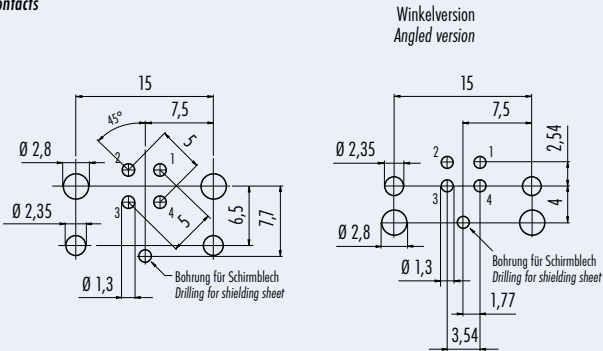 ontacts
Winkelversion
Angled version
15
7,5
45°
5
2
1
Ø 2,8
3
4
Ø 2,35
5
6,5
7,7
Bohrung für Schirmblech
Drilling for shielding sheet
Ø 1,3
15
7,5
2,54
Ø 2,35
2
1
3
4
4
Ø 2,8
Bohrung für Schirmblech
Drilling for shielding sheet
Ø 1,3
1,77
3,54